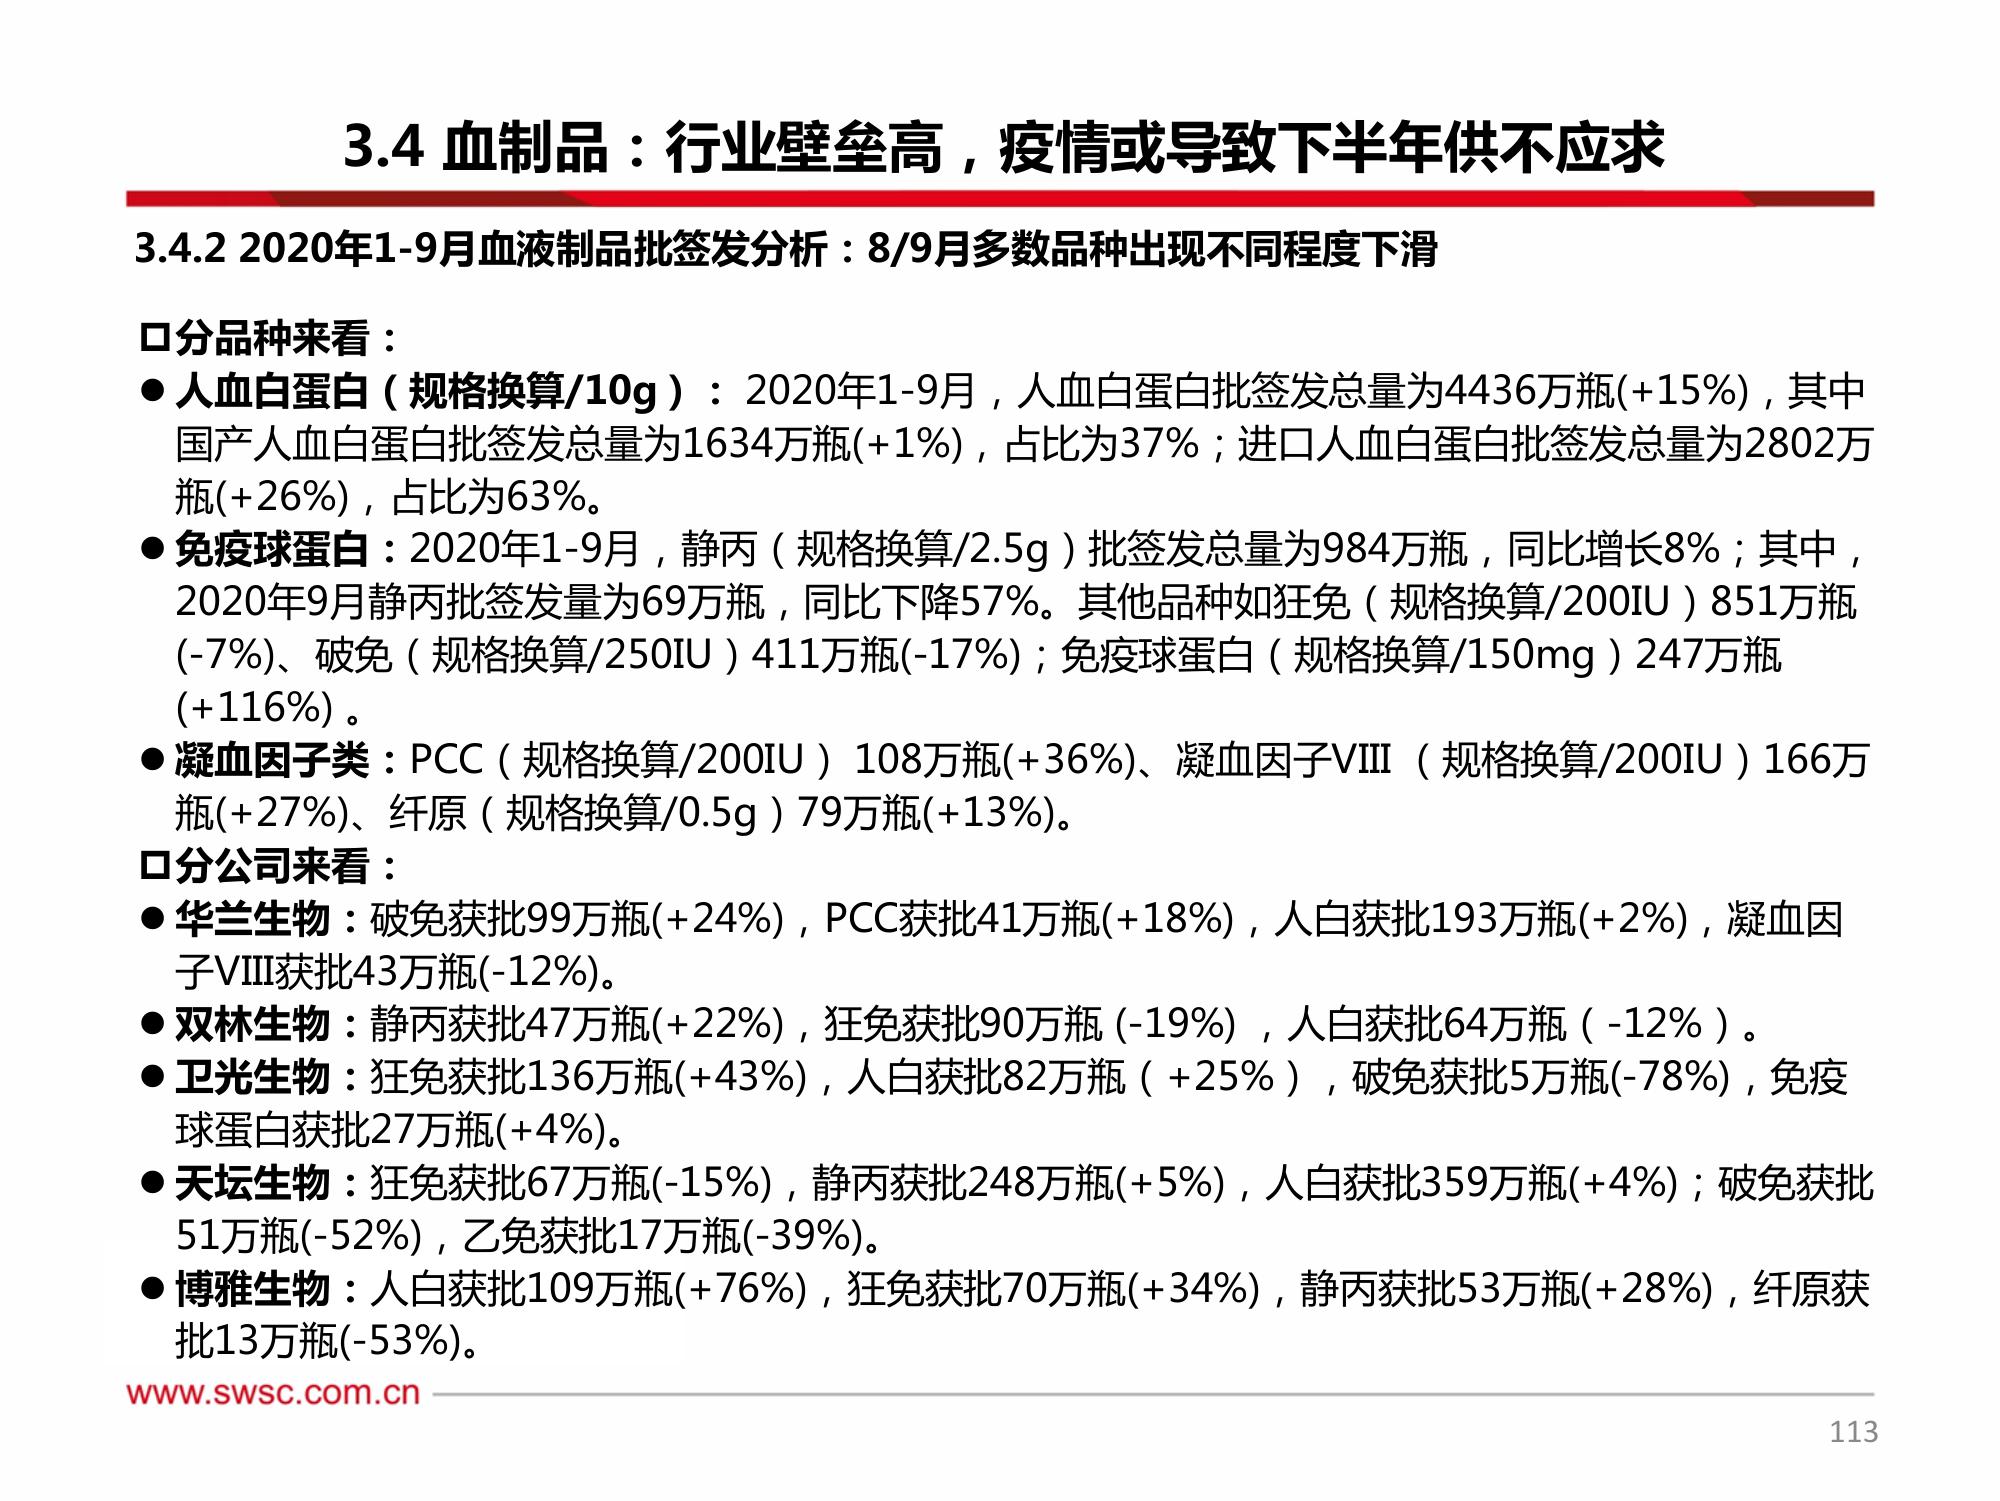 3.4 血制品：行业壁垒高，疫情或导致下半年供不应求
3.4.2 2020年1-9月血液制品批签发分析：8/9月多数品种出现不同程度下滑
分品种来看：
人血白蛋白（规格换算/10g）： 2020年1-9月，人血白蛋白批签发总量为4436万瓶(+15%)，其中
国产人血白蛋白批签发总量为1634万瓶(+1%)，占比为37%；进口人血白蛋白批签发总量为2802万
瓶(+26%)，占比为63%。
免疫球蛋白：2020年1-9月，静丙（规格换算/2.5g）批签发总量为984万瓶，同比增长8%；其中，
2020年9月静丙批签发量为69万瓶，同比下降57%。其他品种如狂免（规格换算/200IU）851万瓶
(-7%)、破免（规格换算/250IU）411万瓶(-17%)；免疫球蛋白（规格换算/150mg）247万瓶
(+116%) 。
凝血因子类：PCC（规格换算/200IU） 108万瓶(+36%)、凝血因子VIII （规格换算/200IU）166万
瓶(+27%)、纤原（规格换算/0.5g）79万瓶(+13%)。
分公司来看：
华兰生物：破免获批99万瓶(+24%)，PCC获批41万瓶(+18%)，人白获批193万瓶(+2%)，凝血因
子VIII获批43万瓶(-12%)。
双林生物：静丙获批47万瓶(+22%)，狂免获批90万瓶 (-19%) ，人白获批64万瓶（-12%）。
卫光生物：狂免获批136万瓶(+43%)，人白获批82万瓶（+25%），破免获批5万瓶(-78%)，免疫
球蛋白获批27万瓶(+4%)。
天坛生物：狂免获批67万瓶(-15%)，静丙获批248万瓶(+5%)，人白获批359万瓶(+4%)；破免获批
51万瓶(-52%)，乙免获批17万瓶(-39%)。
博雅生物：人白获批109万瓶(+76%)，狂免获批70万瓶(+34%)，静丙获批53万瓶(+28%)，纤原获
批13万瓶(-53%)。
www.swsc.com.cn
113